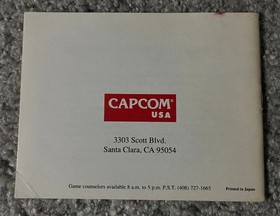 CAPCOM®
USA
3303 Scott Blvd.
Santa Clara, CA 95054
Game counselors available 8 a.m. to 5 p.m. P.S.T. (408) 727-1665
Printed in Japan